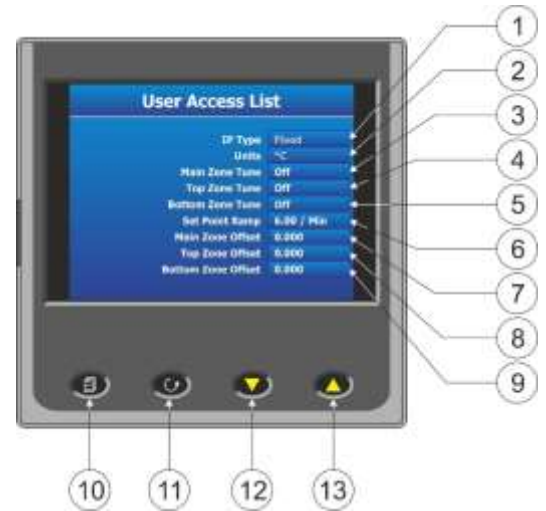 User Access List
IP Type Fixed
Units °C
Main Zone Tune Off
Top Zone Tune Off
Bottom Zone Tune Off
Set Point Ramp 6.00 / Min
Main Zone Offset 0.000
Top Zone Offset 0.000
Bottom Zone Offset 0.000
1
2
3
4
5
6
7
8
9
10
11
12
13